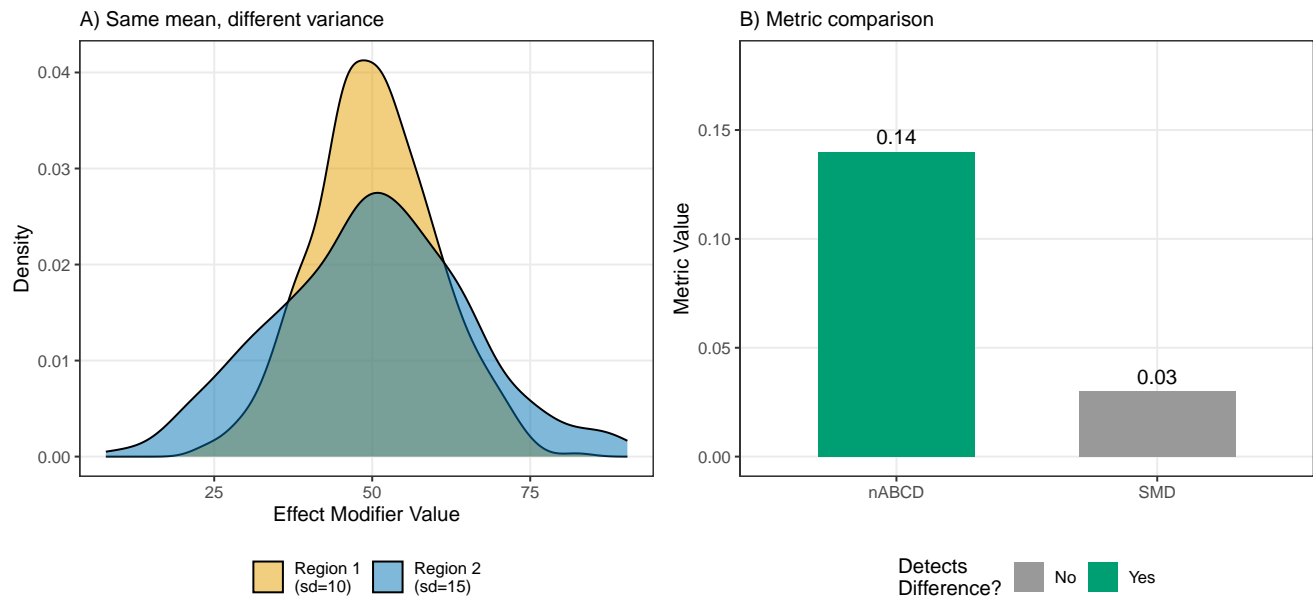 A) Same mean, different variance
0.04
0.03
0.02
0.01
0.00
Density
25 50 75
Effect Modifier Value
Region 1
(sd=10)
Region 2
(sd=15)
B) Metric comparison
0.15
0.10
0.05
0.00
Metric Value
0.14
0.03
nABCD SMD
Detects
Difference?
No
Yes